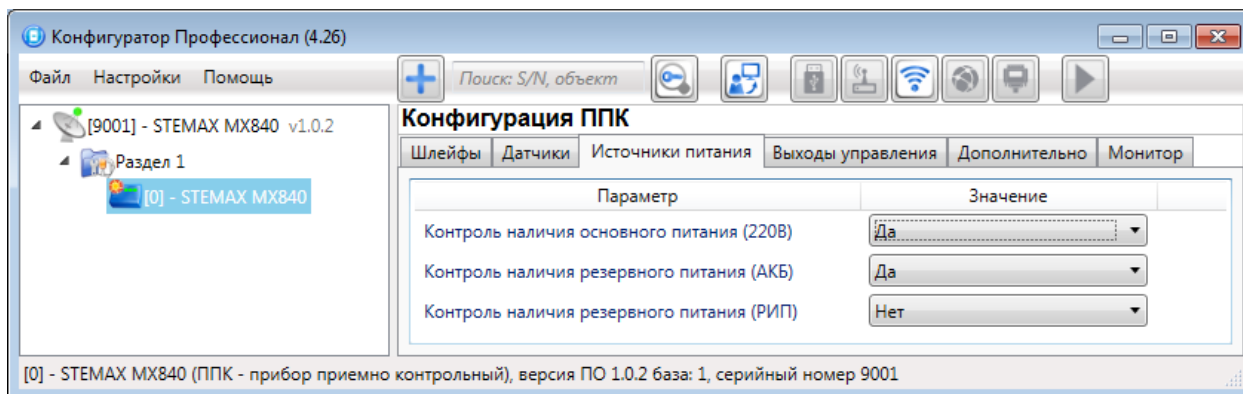 Конфигуратор Профессионал (4.26)
Файл Настройки Помощь
Поиск: S/N, объект
[9001] - STEMAX MX840 v1.0.2
Раздел 1
[0] - STEMAX MX840
Конфигурация ППК
Шлейфы Датчики Источники питания Выходы управления Дополнительно Монитор
Параметр Значение
Контроль наличия основного питания (220В) Да
Контроль наличия резервного питания (АКБ) Да
Контроль наличия резервного питания (РИП) Нет
[0] - STEMAX MX840 (ППК - прибор приемно контрольный), версия ПО 1.0.2 база: 1, серийный номер 9001